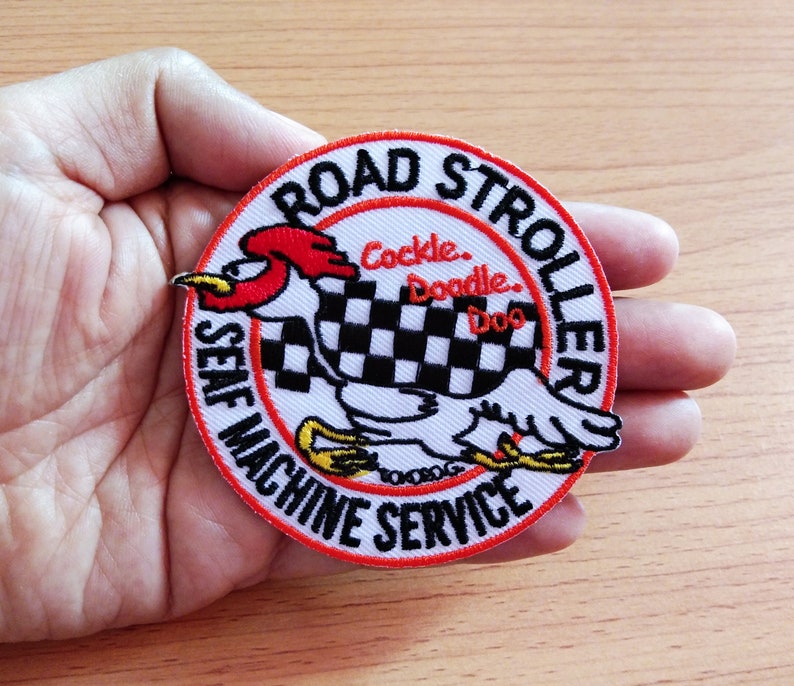 ROAD STROLLER
Cockle.
Doodle.
Doo
SEAF MACHINE SERVICE